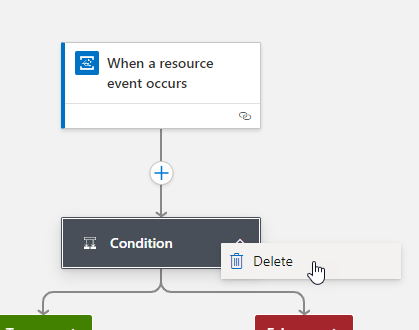 When a resource
event occurs
Condition
Delete